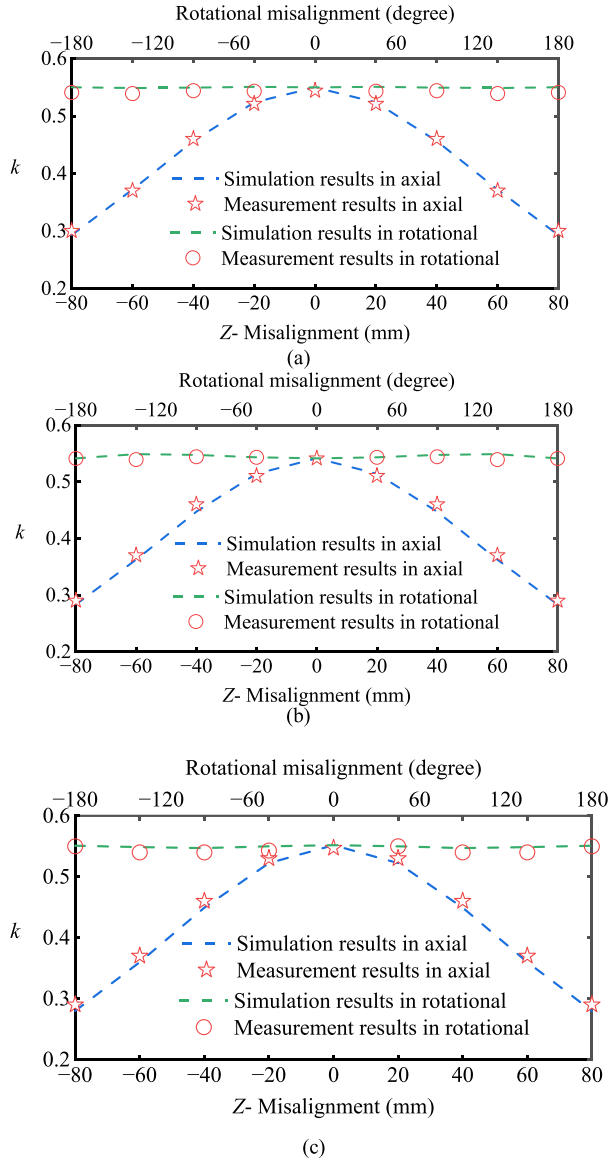 Rotational misalignment (degree)
−180 −120 −60 0 60 120 180
0.6
0.5
0.4
0.3
0.2
k
Simulation results in axial
Measurement results in axial
Simulation results in rotational
Measurement results in rotational
−80 −60 −40 −20 0 20 40 60 80
Z- Misalignment (mm)
(a)
Rotational misalignment (degree)
−180 −120 −60 0 60 120 180
0.6
0.5
0.4
0.3
0.2
k
Simulation results in axial
Measurement results in axial
Simulation results in rotational
Measurement results in rotational
−80 −60 −40 −20 0 20 40 60 80
Z- Misalignment (mm)
(b)
Rotational misalignment (degree)
−180 −120 −60 0 60 120 180
0.6
0.5
0.4
0.3
0.2
k
Simulation results in axial
Measurement results in axial
Simulation results in rotational
Measurement results in rotational
−80 −60 −40 −20 0 20 40 60 80
Z- Misalignment (mm)
(c)